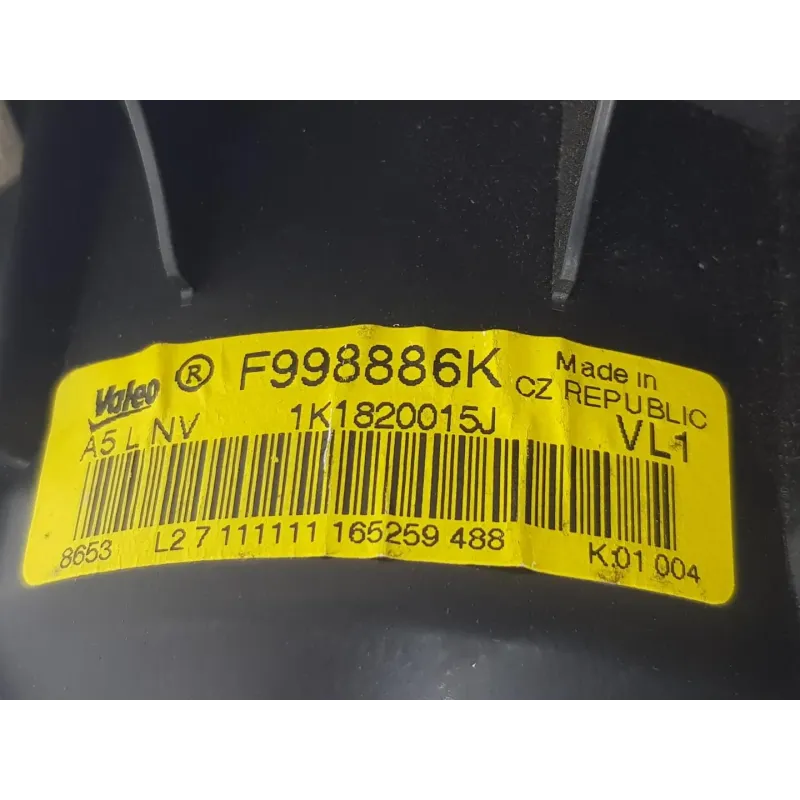 Valeo ® F998886K Made in
CZ REPUBLIC
A5 L NV 1K1820015J VL1
8653 L2 7 111111 165259 488 K.01 004